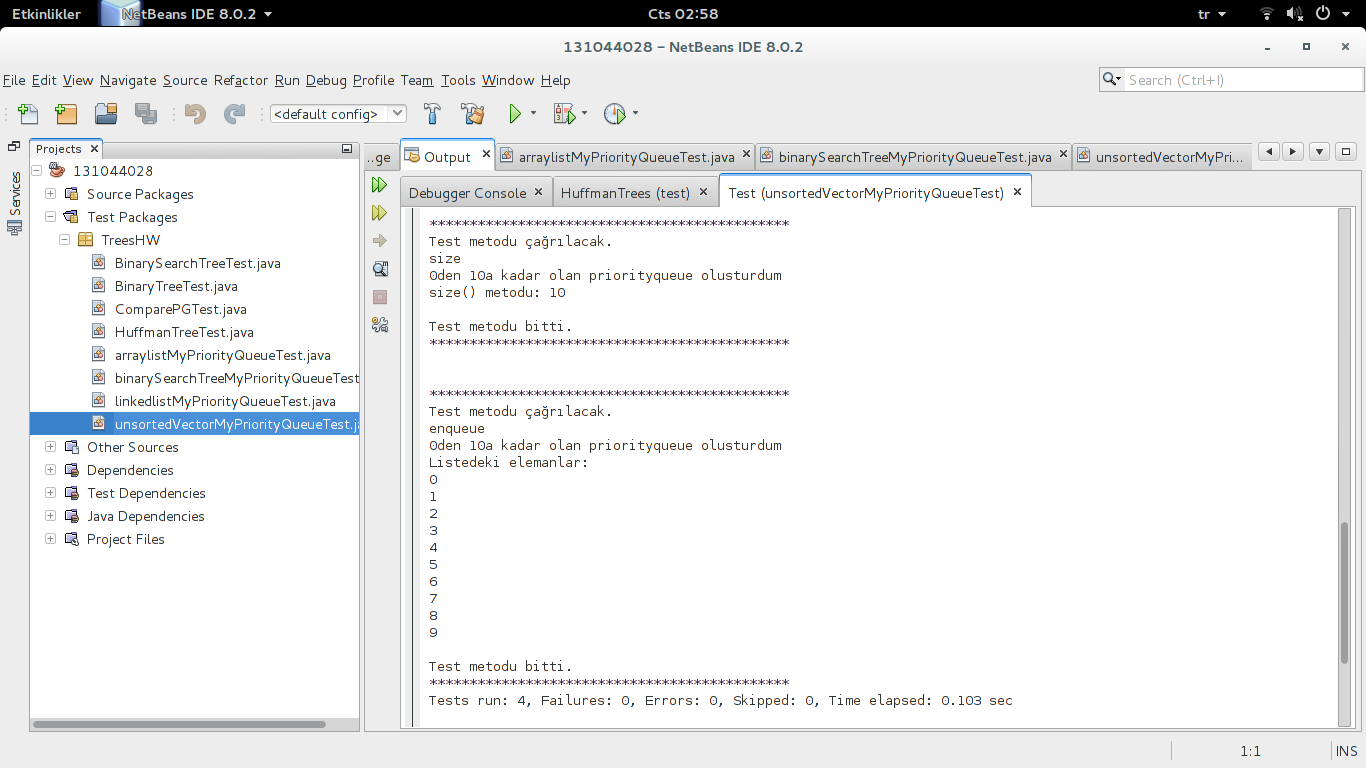 Etkinlikler NetBeans IDE 8.0.2 Cts 02:58 tr
131044028 – NetBeans IDE 8.0.2
File Edit View Navigate Source Refactor Run Debug Profile Team Tools Window Help Search (Ctrl+I)
<default config>
Projects
Services
131044028
Source Packages
Test Packages
TreesHW
BinarySearchTreeTest.java
BinaryTreeTest.java
ComparePGTest.java
HuffmanTreeTest.java
arraylistMyPriorityQueueTest.java
binarySearchTreeMyPriorityQueueTest
linkedlistMyPriorityQueueTest.java
unsortedVectorMyPriorityQueueTest.ja
Other Sources
Dependencies
Test Dependencies
Java Dependencies
Project Files
..ge Output arraylistMyPriorityQueueTest.java binarySearchTreeMyPriorityQueueTest.java unsortedVectorMyPri...
Debugger Console HuffmanTrees (test) Test (unsortedVectorMyPriorityQueueTest)
*********************************************
Test metodu çağrılacak.
size
0den 10a kadar olan priorityqueue olusturdum
size() metodu: 10
Test metodu bitti.
*********************************************
*********************************************
Test metodu çağrılacak.
enqueue
0den 10a kadar olan priorityqueue olusturdum
Listedeki elemanlar:
0
1
2
3
4
5
6
7
8
9
Test metodu bitti.
*********************************************
Tests run: 4, Failures: 0, Errors: 0, Skipped: 0, Time elapsed: 0.103 sec
1:1 INS